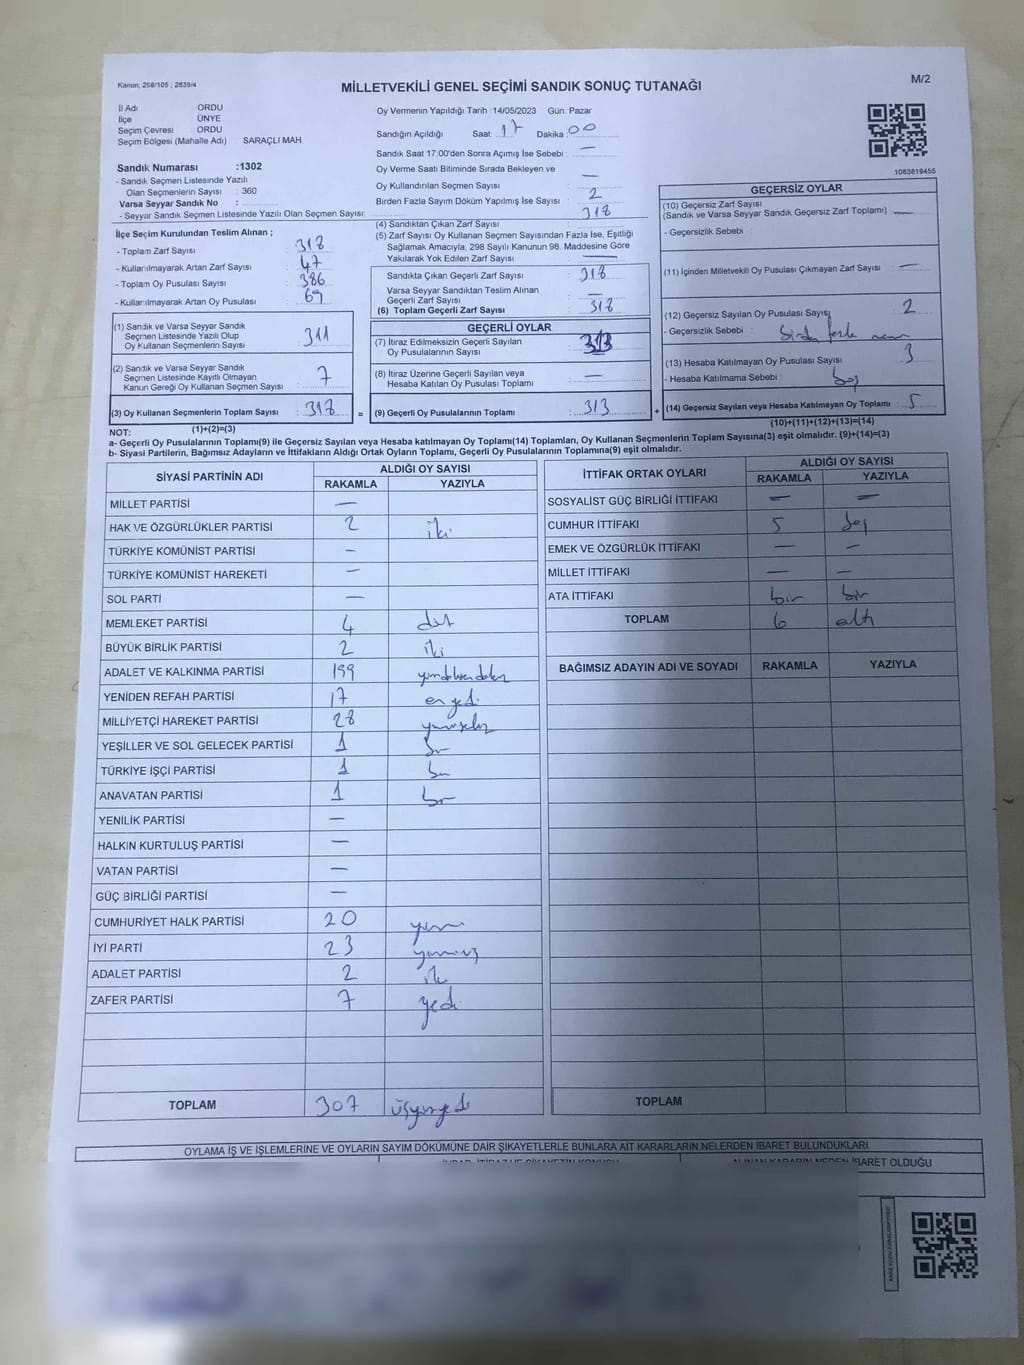 Kanun, 298/105 , 2839/4
MİLLETVEKİLİ GENEL SEÇİMİ SANDIK SONUÇ TUTANAĞI
M/2
İl Adı ORDU
İlçe ÜNYE
Seçim Çevresi ORDU
Seçim Bölgesi (Mahalle Adı) SARAÇLI MAH.
Sandık Numarası :1302
- Sandık Seçmen Listesinde Yazılı
Olan Seçmenlerin Sayısı : 360
Varsa Seyyar Sandık No :
- Seyyar Sandık Seçmen Listesinde Yazılı Olan Seçmen Sayısı:
Oy Vermenin Yapıldığı Tarih :14/05/2023 Gün: Pazar
Sandığın Açıldığı Saat: 17 Dakika: 00
Sandık Saat 17:00'den Sonra Açımış İse Sebebi : —
Oy Verme Saati Bitiminde Sırada Bekleyen ve
Oy Kullandırılan Seçmen Sayısı : —
Birden Fazla Sayım Döküm Yapılmış İse Sayısı : 2
(4) Sandıktan Çıkan Zarf Sayısı : 318
(5) Zarf Sayısı Oy Kullanan Seçmen Sayısından Fazla İse, Eşitliği
Sağlamak Amacıyla, 298 Sayılı Kanunun 98. Maddesine Göre
Yakılarak Yok Edilen Zarf Sayısı : —
1083819455
İlçe Seçim Kurulundan Teslim Alınan ;
- Toplam Zarf Sayısı : 318
- Kullanılmayarak Artan Zarf Sayısı : 47
- Toplam Oy Pusulası Sayısı : 386
- Kullanılmayarak Artan Oy Pusulası : 69
Sandıkta Çıkan Geçerli Zarf Sayısı : 318
Varsa Seyyar Sandıktan Teslim Alınan
Geçerli Zarf Sayısı : —
(6) Toplam Geçerli Zarf Sayısı : 318
GEÇERSİZ OYLAR
(10) Geçersiz Zarf Sayısı
(Sandık ve Varsa Seyyar Sandık Geçersiz Zarf Toplamı) : —
- Geçersizlik Sebebi :
(11) İçinden Milletvekili Oy Pusulası Çıkmayan Zarf Sayısı : —
(12) Geçersiz Sayılan Oy Pusulası Sayısı : 2
- Geçersizlik Sebebi :
(13) Hesaba Katılmayan Oy Pusulası Sayısı : 3
- Hesaba Katılmama Sebebi : boş
(14) Geçersiz Sayılan veya Hesaba Katılmayan Oy Toplamı : 5
(10)+(11)+(12)+(13)=(14)
(1) Sandık ve Varsa Seyyar Sandık
Seçmen Listesinde Yazılı Olup
Oy Kullanan Seçmenlerin Sayısı : 311
(2) Sandık ve Varsa Seyyar Sandık
Seçmen Listesinde Kayıtlı Olmayan
Kanun Gereği Oy Kullanan Seçmen Sayısı : 7
(3) Oy Kullanan Seçmenlerin Toplam Sayısı : 318 =
(1)+(2)=(3)
GEÇERLİ OYLAR
(7) İtiraz Edilmeksizin Geçerli Sayılan
Oy Pusulalarının Sayısı : 313
(8) İtiraz Üzerine Geçerli Sayılan veya
Hesaba Katılan Oy Pusulası Toplamı : —
(9) Geçerli Oy Pusulalarının Toplamı : 313 +
NOT:
a- Geçerli Oy Pusulalarının Toplamı(9) ile Geçersiz Sayılan veya Hesaba katılmayan Oy Toplamı(14) Toplamları, Oy Kullanan Seçmenlerin Toplam Sayısına(3) eşit olmalıdır. (9)+(14)=(3)
b- Siyasi Partilerin, Bağımsız Adayların ve İttifakların Aldığı Ortak Oyların Toplamı, Geçerli Oy Pusulalarının Toplamına(9) eşit olmalıdır.
SİYASİ PARTİNİN ADI ALDIĞI OY SAYISI
RAKAMLA YAZIYLA
MİLLET PARTİSİ —
HAK VE ÖZGÜRLÜKLER PARTİSİ 2 iki
TÜRKİYE KOMÜNİST PARTİSİ —
TÜRKİYE KOMÜNİST HAREKETİ —
SOL PARTİ —
MEMLEKET PARTİSİ 4 dört
BÜYÜK BİRLİK PARTİSİ 2 iki
ADALET VE KALKINMA PARTİSİ 199
YENİDEN REFAH PARTİSİ 17 on yedi
MİLLİYETÇİ HAREKET PARTİSİ 28 yirmisekiz
YEŞİLLER VE SOL GELECEK PARTİSİ 1 bir
TÜRKİYE İŞÇİ PARTİSİ 1 bir
ANAVATAN PARTİSİ 1 bir
YENİLİK PARTİSİ —
HALKIN KURTULUŞ PARTİSİ —
VATAN PARTİSİ —
GÜÇ BİRLİĞİ PARTİSİ —
CUMHURİYET HALK PARTİSİ 20 yirmi
İYİ PARTİ 23 yirmiüç
ADALET PARTİSİ 2 iki
ZAFER PARTİSİ 7 yedi
TOPLAM 307 üçyüzyedi
İTTİFAK ORTAK OYLARI ALDIĞI OY SAYISI
RAKAMLA YAZIYLA
SOSYALİST GÜÇ BİRLİĞİ İTTİFAKI — —
CUMHUR İTTİFAKI 5 beş
EMEK VE ÖZGÜRLÜK İTTİFAKI — —
MİLLET İTTİFAKI — —
ATA İTTİFAKI bir bir
TOPLAM 6 altı
BAĞIMSIZ ADAYIN ADI VE SOYADI RAKAMLA YAZIYLA
TOPLAM
OYLAMA İŞ VE İŞLEMLERİNE VE OYLARIN SAYIM DÖKÜMÜNE DAİR ŞİKAYETLERLE BUNLARA AİT KARARLARIN NELERDEN İBARET BULUNDUKLARI
ALINAN KARARIN NEDEN İBARET OLDUĞU